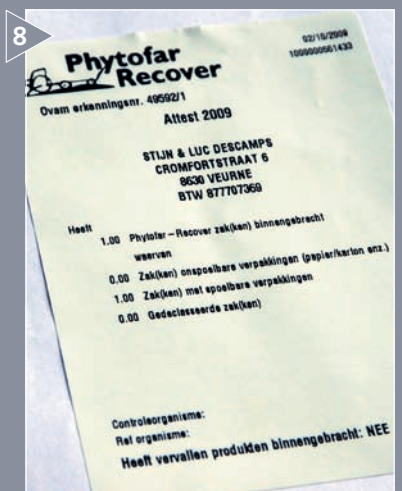 8
Phytofar
Recover
02/10/2009
1000000561433
Ovam erkenningsnr. 49592/1
Attest 2009
STIJN & LUC DESCAMPS
CROMFORTSTRAAT 6
8630 VEURNE
BTW 877707369
Heeft
1.00 Phytofar - Recover zak(ken) binnengebracht
waarvan
0.00 Zak(ken) onspoelbare verpakkingen (papier/karton enz.)
1.00 Zak(ken) met spoelbare verpakkingen
0.00 Gedeclasseerde zak(ken)
Controleorganisme:
Ref organisme:
Heeft vervallen produkten binnengebracht: NEE